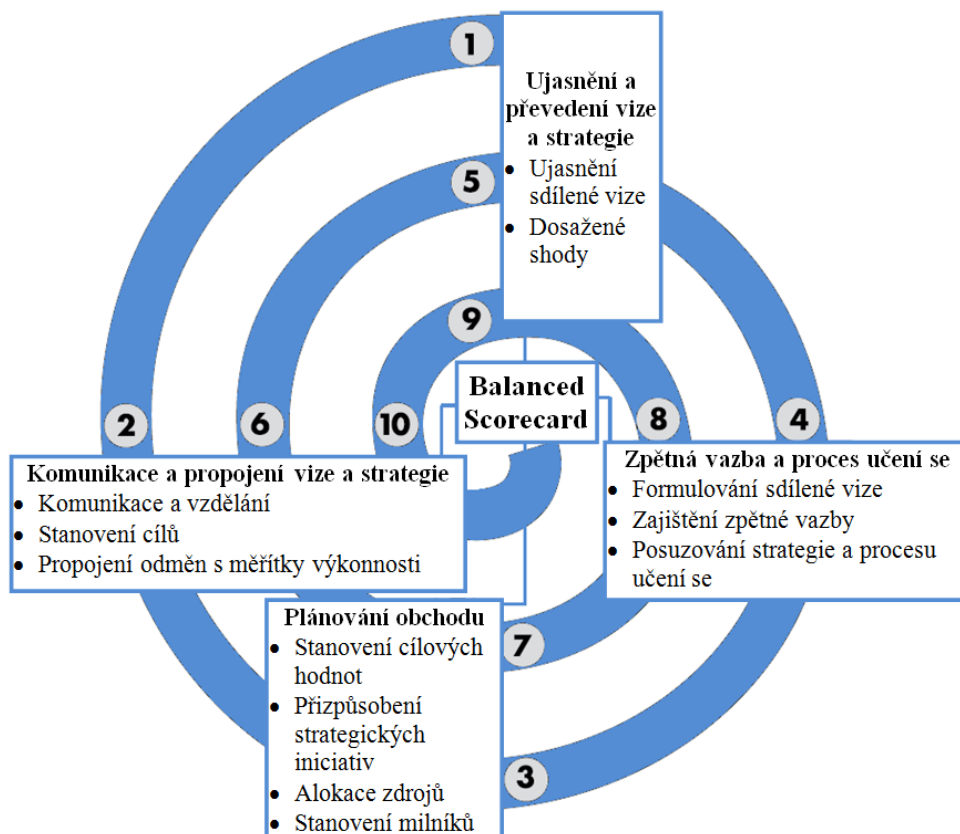 1
Ujasnění a
převedení vize
a strategie
• Ujasnění
sdílené vize
• Dosažené
shody
5
9
Balanced
Scorecard
2
6
10
8
4
Komunikace a propojení vize a strategie
• Komunikace a vzdělání
• Stanovení cílů
• Propojení odměn s měřítky výkonnosti
Zpětná vazba a proces učení se
• Formulování sdílené vize
• Zajištění zpětné vazby
• Posuzování strategie a procesu
učení se
Plánování obchodu
• Stanovení cílových
hodnot
• Přizpůsobení
strategických
iniciativ
• Alokace zdrojů
• Stanovení milníků
7
3